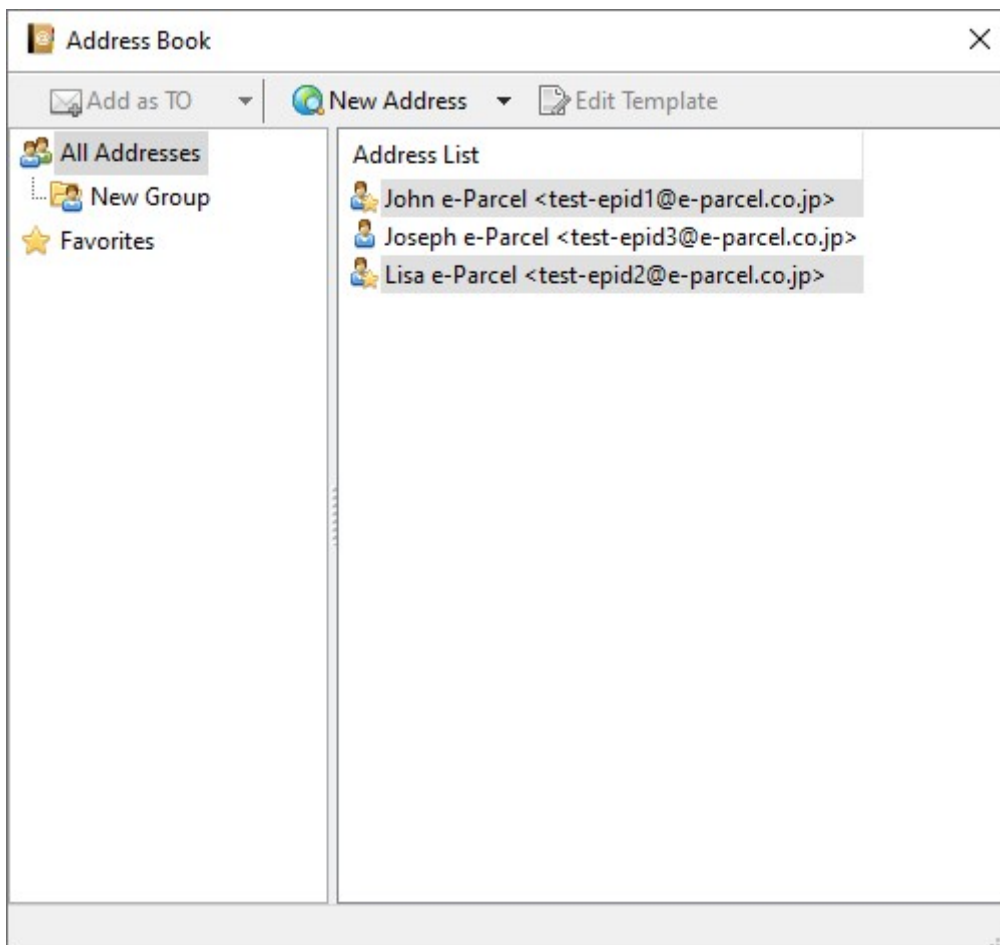 Address Book
Add as TO
New Address
Edit Template
All Addresses
New Group
Favorites
Address List
John e-Parcel <test-epid1@e-parcel.co.jp>
Joseph e-Parcel <test-epid3@e-parcel.co.jp>
Lisa e-Parcel <test-epid2@e-parcel.co.jp>